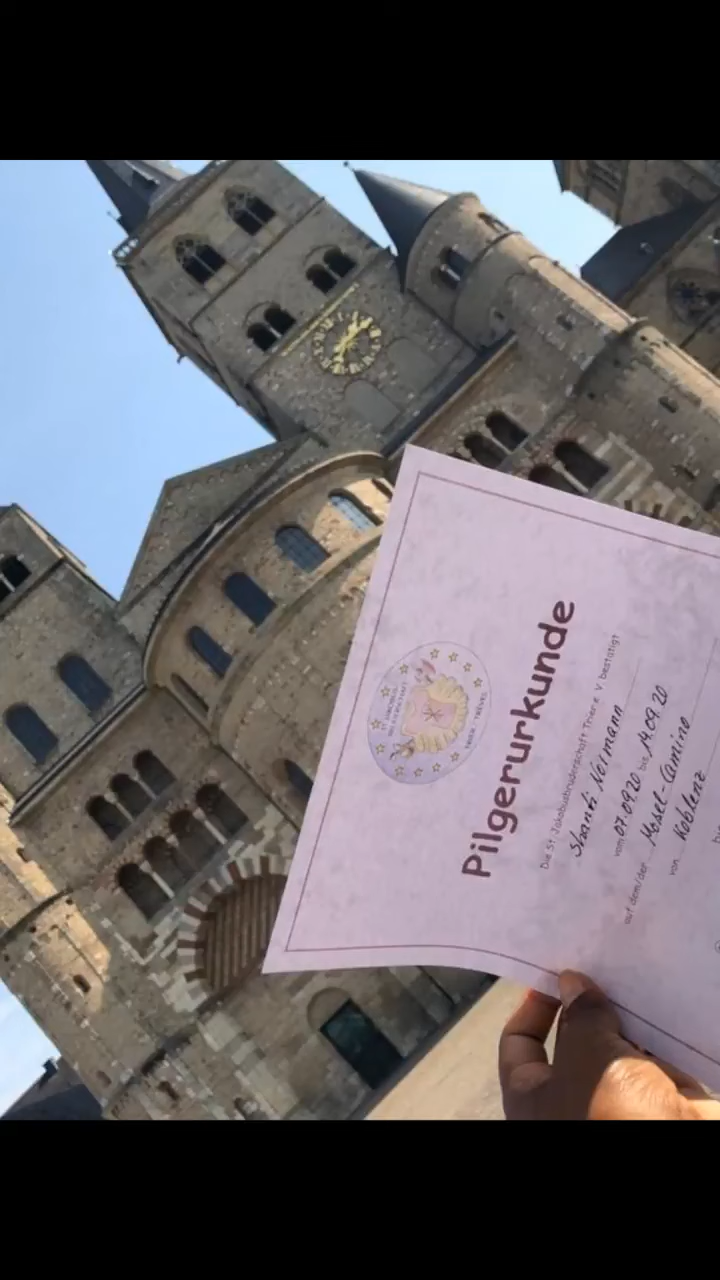 Pilgerurkunde
Die St. Jakobusbruderschaft Trier e. V. bestätigt
Shanti
vom 07.09.20 bis 14.09.20
auf dem/der Mosel-Camino
von Koblenz